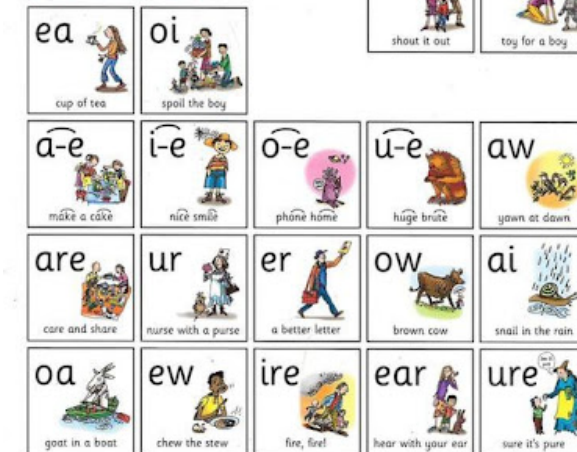 shout it out
toy for a boy
ea
oi
cup of tea
spoil the boy
a-e
i-e
o-e
u-e
aw
make a cake
nice smile
phone home
huge brute
yawn at dawn
are
ur
er
ow
ai
care and share
nurse with a purse
a better letter
brown cow
snail in the rain
oa
ew
ire
ear
ure
goat in a boat
chew the stew
fire, fire!
hear with your ear
sure it's pure